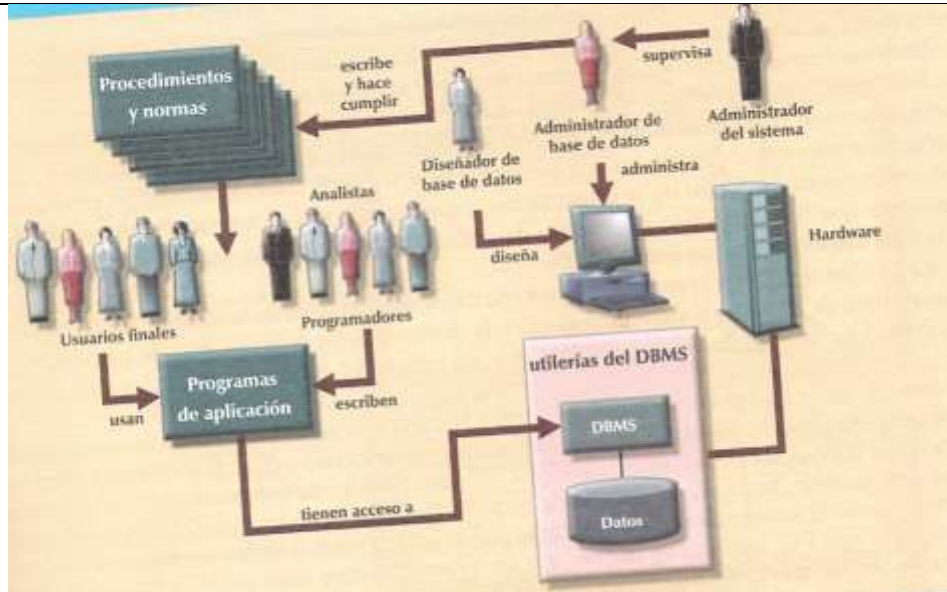 Procedimientos
y normas
escribe
y hace
cumplir
supervisa
Administrador
del sistema
Administrador de
base de datos
Diseñador de
base de datos
administra
Analistas
diseña
Hardware
Usuarios finales
Programadores
utilerías del DBMS
Programas
de aplicación
usan
escriben
DBMS
tienen acceso a
Datos